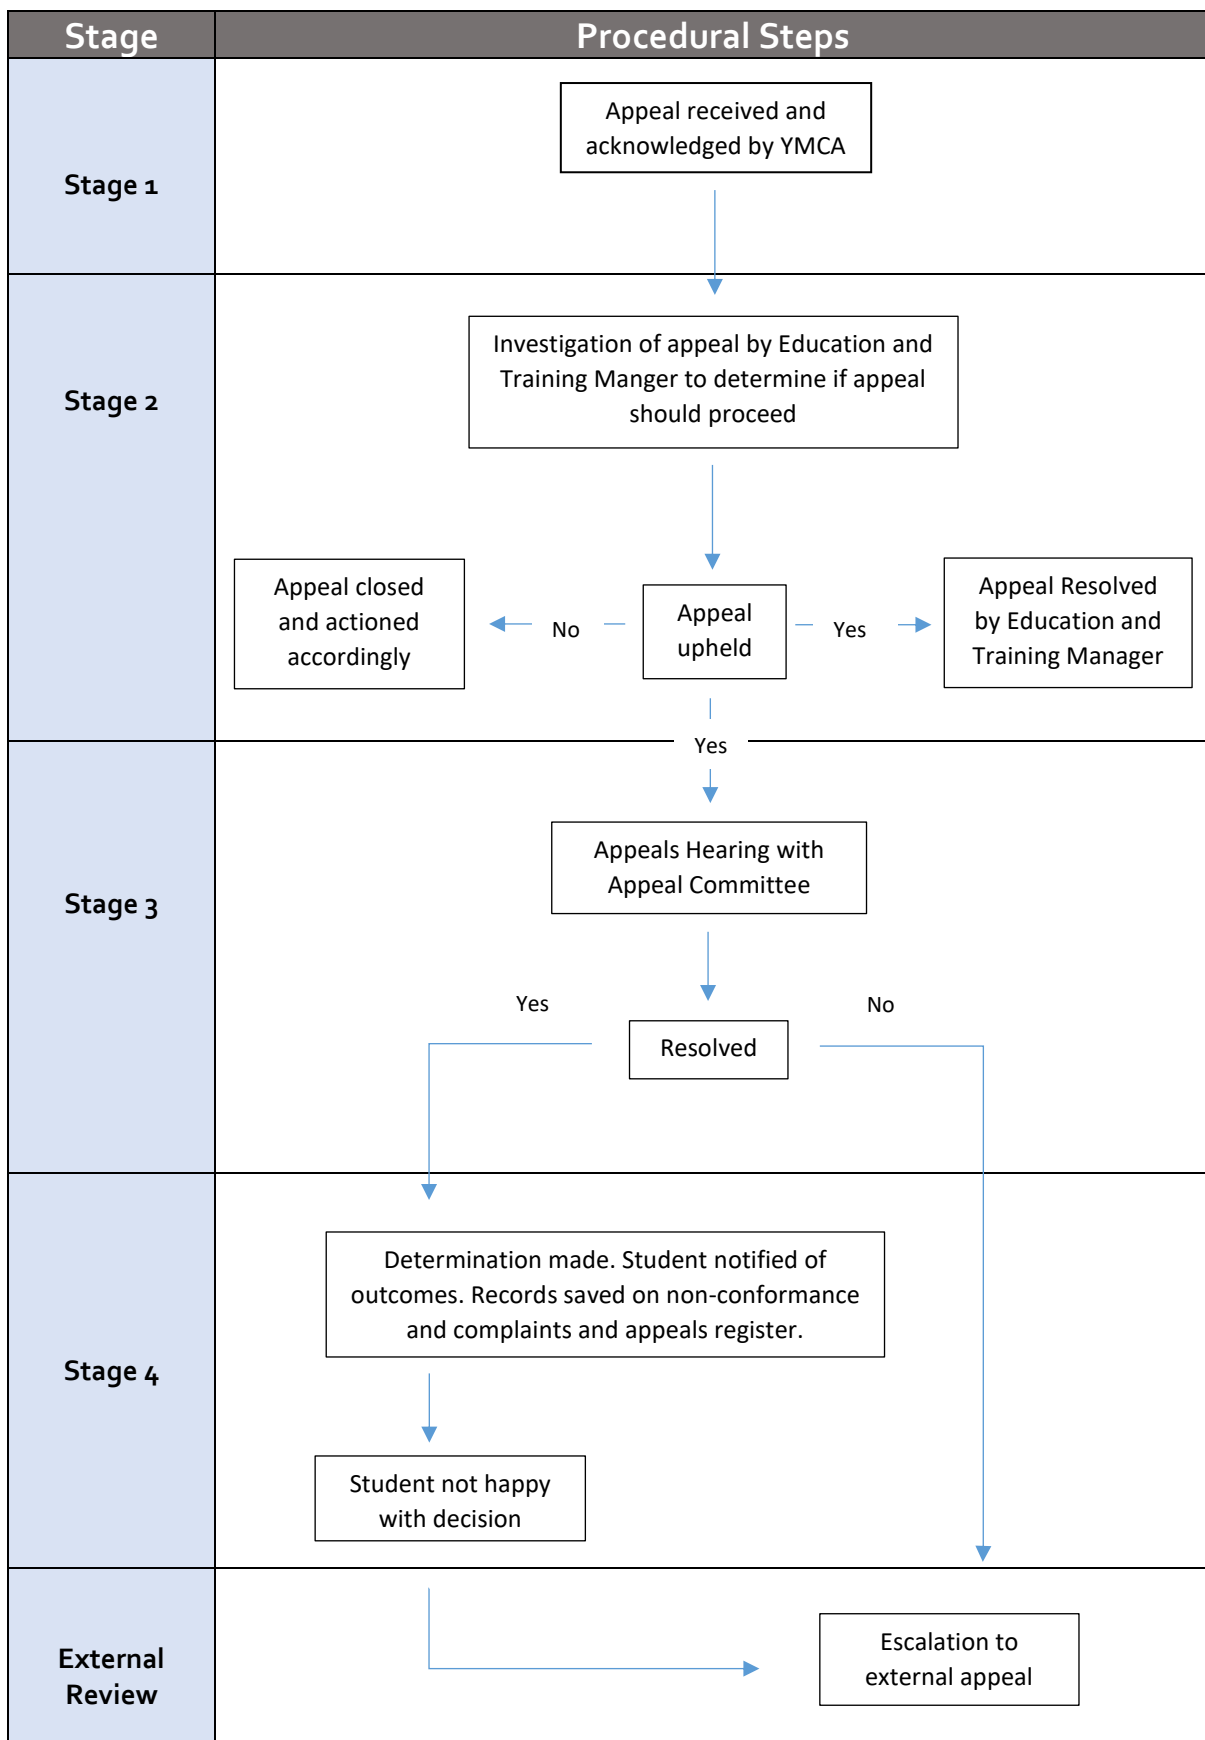 Stage
Procedural Steps
Stage 1
Appeal received and
acknowledged by YMCA
Stage 2
Investigation of appeal by Education and
Training Manger to determine if appeal
should proceed
Appeal closed
and actioned
accordingly
No
Appeal
upheld
Yes
Appeal Resolved
by Education and
Training Manager
Yes
Stage 3
Appeals Hearing with
Appeal Committee
Yes
No
Resolved
Stage 4
Determination made. Student notified of
outcomes. Records saved on non-conformance
and complaints and appeals register.
Student not happy
with decision
External
Review
Escalation to
external appeal